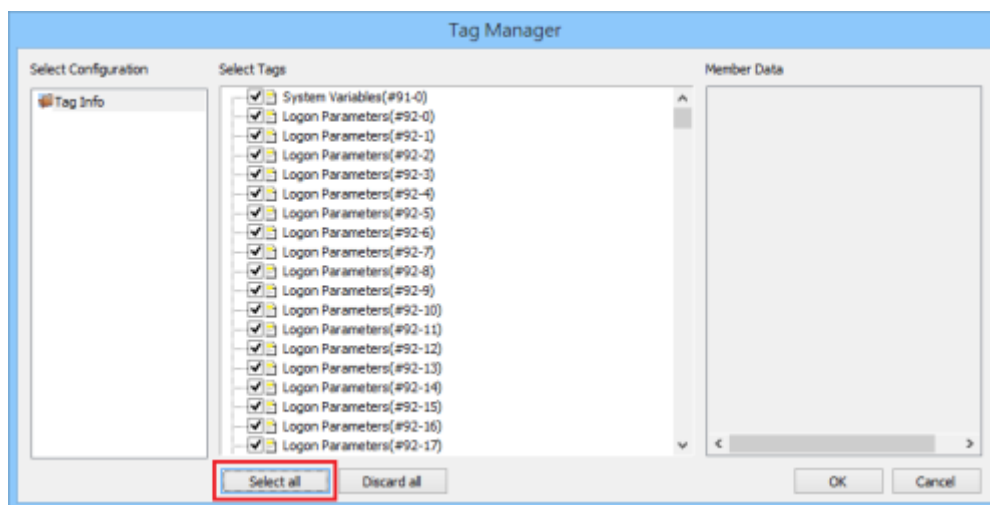 Tag Manager
Select Configuration
Select Tags
Member Data
Tag Info
System Variables(#91-0)
Logon Parameters(#92-0)
Logon Parameters(#92-1)
Logon Parameters(#92-2)
Logon Parameters(#92-3)
Logon Parameters(#92-4)
Logon Parameters(#92-5)
Logon Parameters(#92-6)
Logon Parameters(#92-7)
Logon Parameters(#92-8)
Logon Parameters(#92-9)
Logon Parameters(#92-10)
Logon Parameters(#92-11)
Logon Parameters(#92-12)
Logon Parameters(#92-13)
Logon Parameters(#92-14)
Logon Parameters(#92-15)
Logon Parameters(#92-16)
Logon Parameters(#92-17)
Select all
Discard all
OK
Cancel